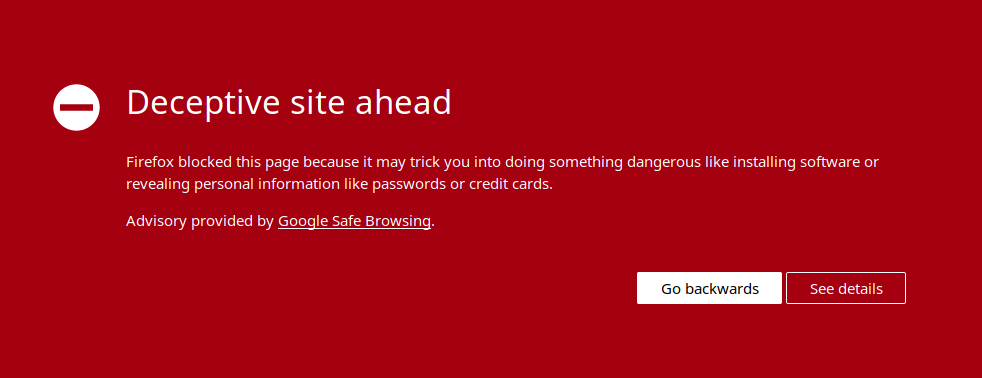 Deceptive site ahead
Firefox blocked this page because it may trick you into doing something dangerous like installing software or
revealing personal information like passwords or credit cards.
Advisory provided by Google Safe Browsing.
Go backwards See details